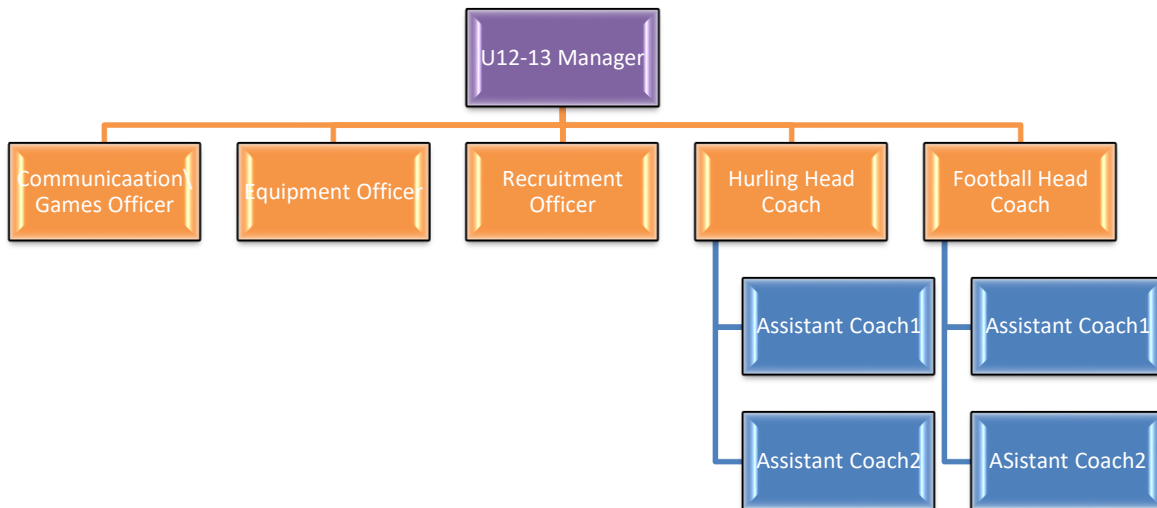 U12-13 Manager
Communicaation\
Games Officer
Equipment Officer
Recruitment
Officer
Hurling Head
Coach
Football Head
Coach
Assistant Coach1
Assistant Coach1
Assistant Coach2
ASistant Coach2